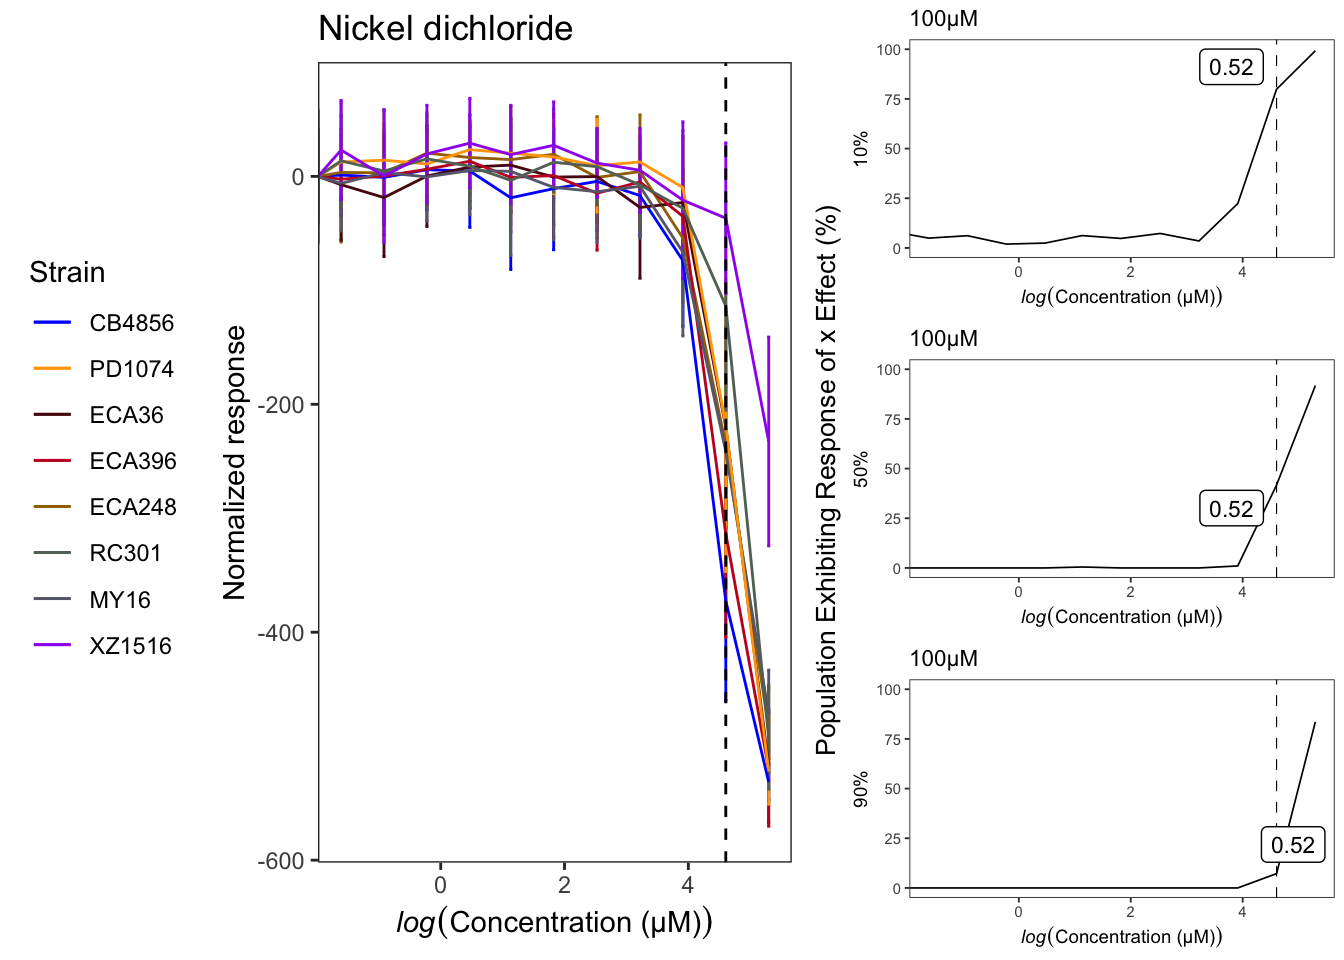 Nickel dichloride
Strain
CB4856
PD1074
ECA36
ECA396
ECA248
RC301
MY16
XZ1516
Normalized response
0
-200
-400
-600
0 2 4
log(Concentration (µM))
Population Exhibiting Response of x Effect (%)
100µM
10%
100
75
50
25
0
0.52
0 2 4
log(Concentration (µM))
100µM
50%
100
75
50
25
0
0.52
0 2 4
log(Concentration (µM))
100µM
90%
100
75
50
25
0
0.52
0 2 4
log(Concentration (µM))